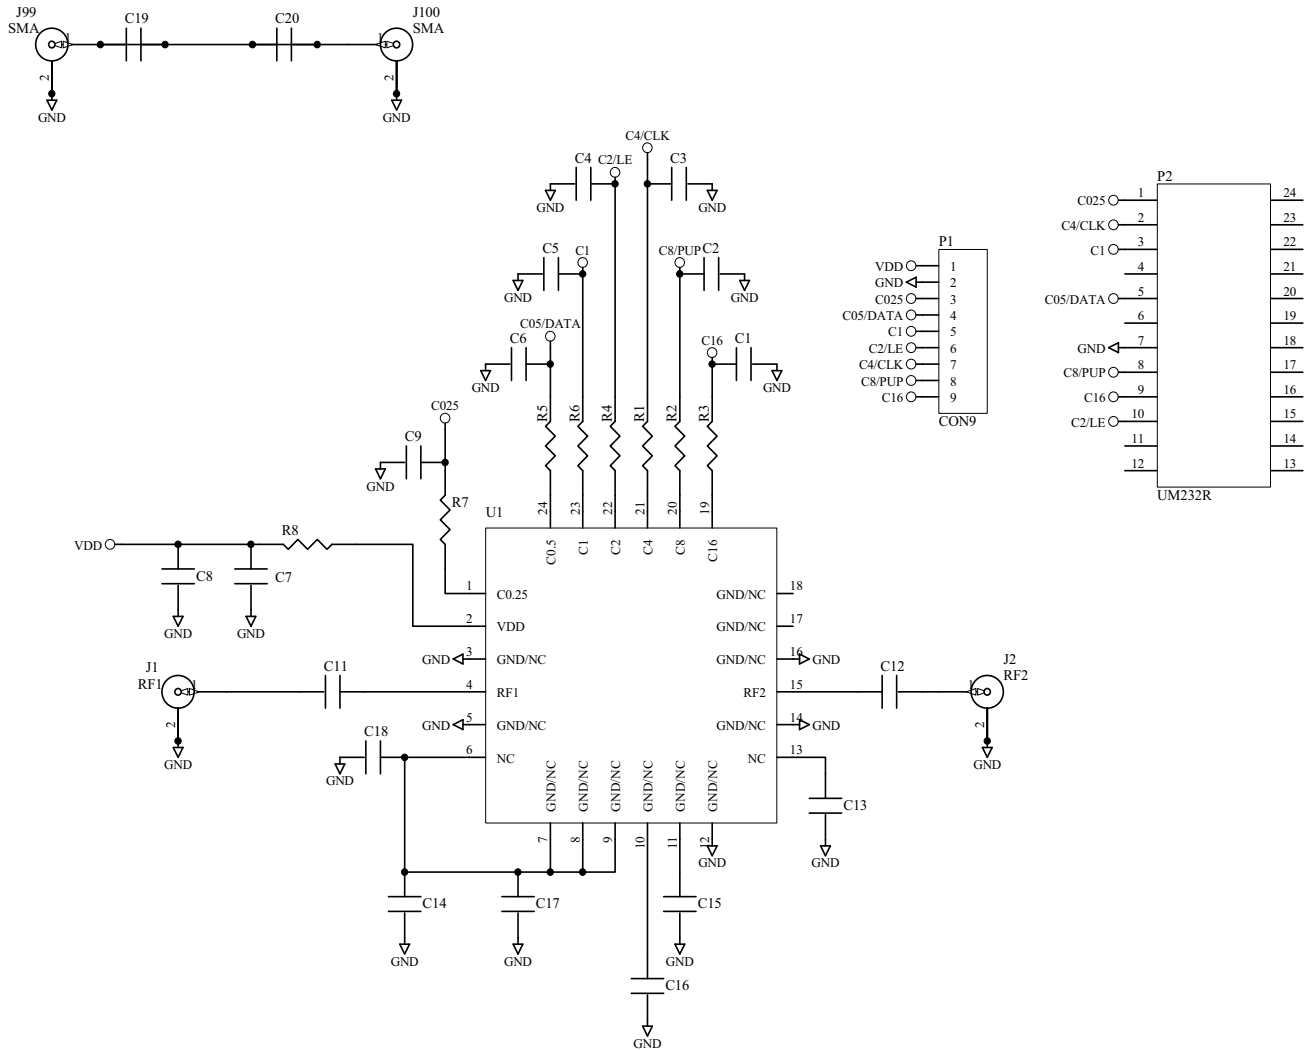 J99
SMA
1
2
GND
C19
C20
J100
SMA
1
2
GND
C4/CLK
C4
C2/LE
C3
GND
GND
C5
C1
C8/PUP
C2
GND
GND
C05/DATA
C6
C16
C1
GND
GND
C025
C9
GND
R5
R6
R4
R1
R2
R3
R7
U1
24
23
22
21
20
19
C0.5
C1
C2
C4
C8
C16
VDD
R8
C8
C7
GND
GND
1
C0.25
2
VDD
GND
3
GND/NC
4
RF1
GND
5
GND/NC
6
NC
GND/NC
18
GND/NC
17
GND/NC
16
GND
RF2
15
GND/NC
14
GND
NC
13
J1
RF1
1
2
GND
C11
C12
J2
RF2
1
2
GND
C18
GND
GND/NC
GND/NC
GND/NC
GND/NC
GND/NC
GND/NC
7
8
9
10
11
12
GND
C13
GND
C14
GND
C17
GND
C15
GND
C16
GND
P1
VDD 1
GND 2
C025 3
C05/DATA 4
C1 5
C2/LE 6
C4/CLK 7
C8/PUP 8
C16 9
CON9
P2
C025 1 24
C4/CLK 2 23
C1 3 22
4 21
C05/DATA 5 20
6 19
GND 7 18
C8/PUP 8 17
C16 9 16
C2/LE 10 15
11 14
12 13
UM232R